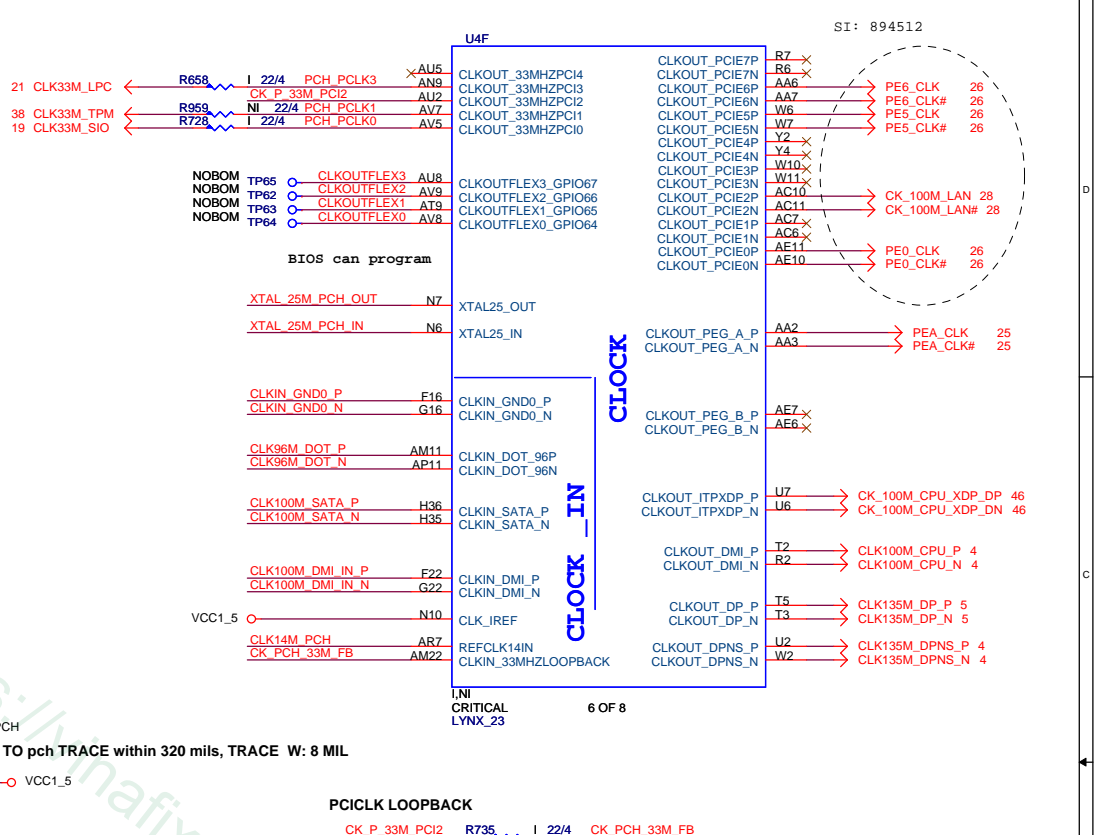 SI: 894512
U4F
21 CLK33M_LPC R658 I 22/4 PCH_PCLK3
CK_P_33M_PCI2
38 CLK33M_TPM R959 NI 22/4 PCH_PCLK1
19 CLK33M_SIO R728 I 22/4 PCH_PCLK0
AU5 CLKOUT_33MHZPCI4
AN9 CLKOUT_33MHZPCI3
AU2 CLKOUT_33MHZPCI2
AV7 CLKOUT_33MHZPCI1
AV5 CLKOUT_33MHZPCI0
NOBOM TP65 CLKOUTFLEX3 AU8 CLKOUTFLEX3_GPIO67
NOBOM TP62 CLKOUTFLEX2 AV9 CLKOUTFLEX2_GPIO66
NOBOM TP63 CLKOUTFLEX1 AT9 CLKOUTFLEX1_GPIO65
NOBOM TP64 CLKOUTFLEX0 AV8 CLKOUTFLEX0_GPIO64
BIOS can program
XTAL_25M_PCH_OUT N7 XTAL25_OUT
XTAL_25M_PCH_IN N6 XTAL25_IN
CLKIN_GND0_P F16 CLKIN_GND0_P
CLKIN_GND0_N G16 CLKIN_GND0_N
CLK96M_DOT_P AM11 CLKIN_DOT_96P
CLK96M_DOT_N AP11 CLKIN_DOT_96N
CLK100M_SATA_P H36 CLKIN_SATA_P
CLK100M_SATA_N H35 CLKIN_SATA_N
CLK100M_DMI_IN_P F22 CLKIN_DMI_P
CLK100M_DMI_IN_N G22 CLKIN_DMI_N
VCC1_5 N10 CLK_IREF
CLK14M_PCH AR7 REFCLK14IN
CK_PCH_33M_FB AM22 CLKIN_33MHZLOOPBACK
CLOCK
CLOCK _IN
CLKOUT_PCIE7P R7
CLKOUT_PCIE7N R6
CLKOUT_PCIE6P AA6 PE6_CLK 26
CLKOUT_PCIE6N AA7 PE6_CLK# 26
CLKOUT_PCIE5P W6 PE5_CLK 26
CLKOUT_PCIE5N W7 PE5_CLK# 26
CLKOUT_PCIE4P Y2
CLKOUT_PCIE4N Y4
CLKOUT_PCIE3P W10
CLKOUT_PCIE3N W11
CLKOUT_PCIE2P AC10 CK_100M_LAN 28
CLKOUT_PCIE2N AC11 CK_100M_LAN# 28
CLKOUT_PCIE1P AC7
CLKOUT_PCIE1N AC6
CLKOUT_PCIE0P AE11 PE0_CLK 26
CLKOUT_PCIE0N AE10 PE0_CLK# 26
CLKOUT_PEG_A_P AA2 PEA_CLK 25
CLKOUT_PEG_A_N AA3 PEA_CLK# 25
CLKOUT_PEG_B_P AE7
CLKOUT_PEG_B_N AE6
CLKOUT_ITPXDP_P U7 CK_100M_CPU_XDP_DP 46
CLKOUT_ITPXDP_N U6 CK_100M_CPU_XDP_DN 46
CLKOUT_DMI_P T2 CLK100M_CPU_P 4
CLKOUT_DMI_N R2 CLK100M_CPU_N 4
CLKOUT_DP_P T5 CLK135M_DP_P 5
CLKOUT_DP_N T3 CLK135M_DP_N 5
CLKOUT_DPNS_P U2 CLK135M_DPNS_P 4
CLKOUT_DPNS_N W2 CLK135M_DPNS_N 4
D
C
I,NI
CRITICAL 6 OF 8
LYNX_23
PCH
TO pch TRACE within 320 mils, TRACE W: 8 MIL
VCC1_5
PCICLK LOOPBACK
CK_P_33M_PCI2 R735 I 22/4 CK_PCH_33M_FB
s://vinafix